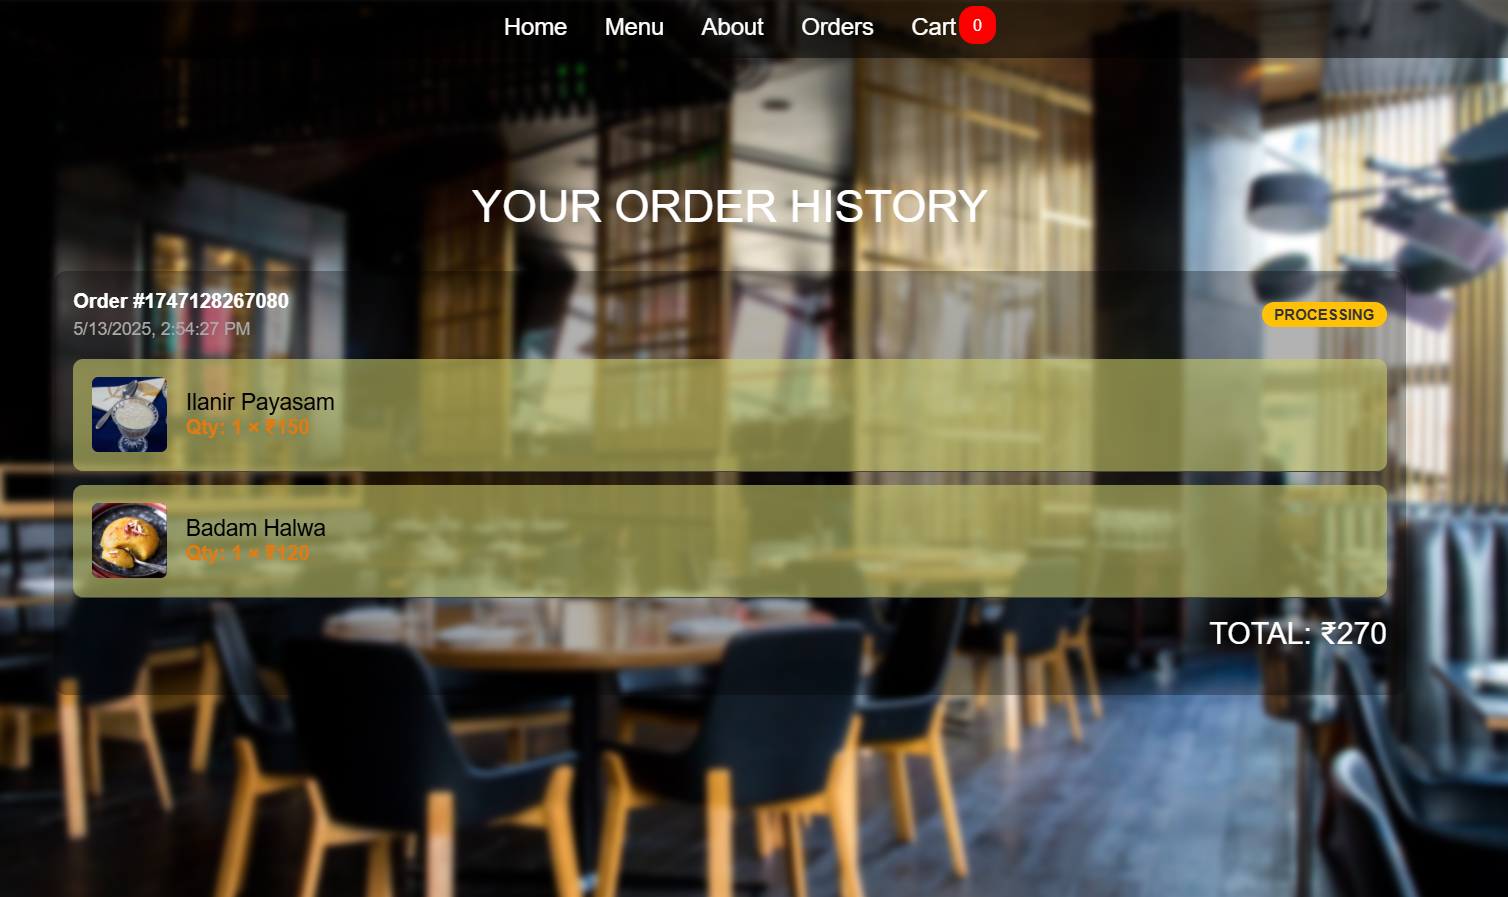 Home Menu About Orders Cart 0
YOUR ORDER HISTORY
Order #1747128267080
5/13/2025, 2:54:27 PM
PROCESSING
Ilanir Payasam
Qty: 1 × ₹150
Badam Halwa
Qty: 1 × ₹120
TOTAL: ₹270